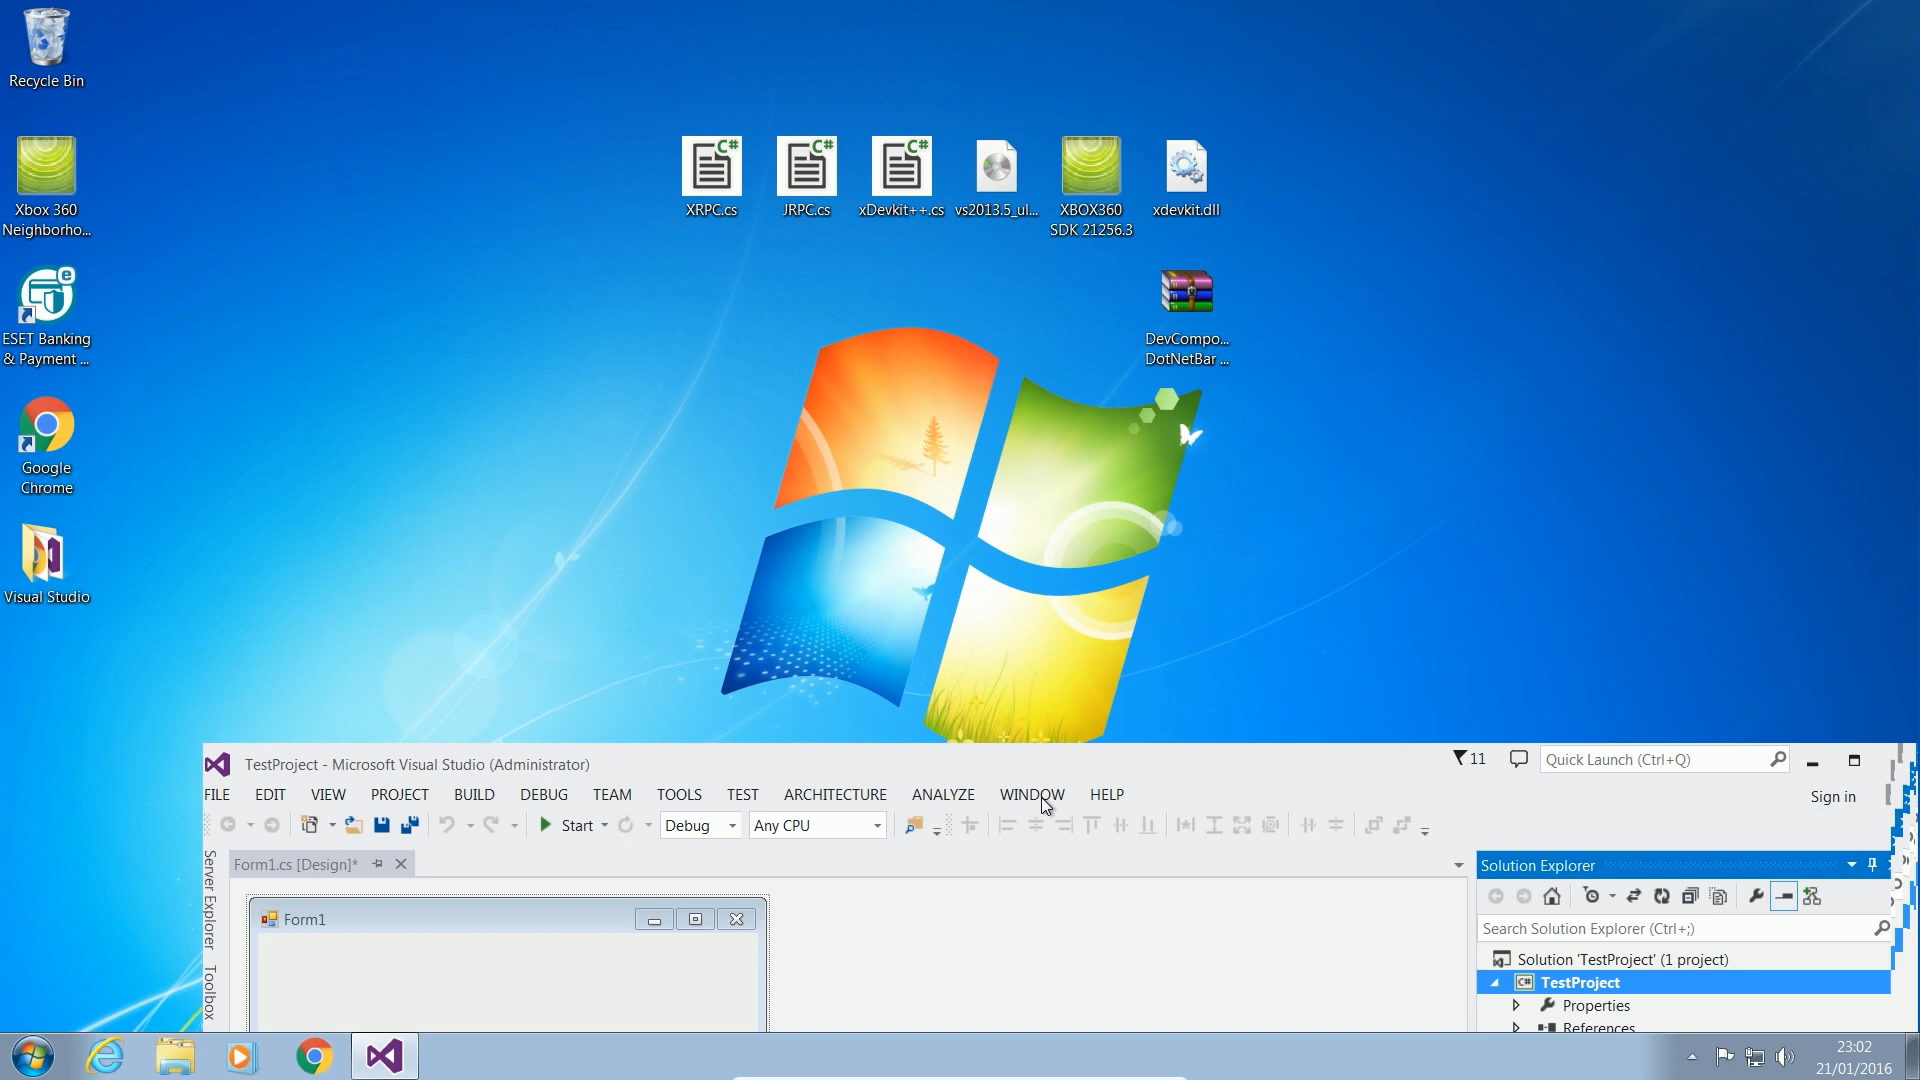 Recycle Bin
Xbox 360
Neighborho...
ESET Banking
& Payment ...
Google
Chrome
Visual Studio
XRPC.cs
JRPC.cs
xDevkit++.cs
vs2013.5_ul...
XBOX360
SDK 21256.3
xdevkit.dll
DevCompo...
DotNetBar ...
TestProject - Microsoft Visual Studio (Administrator)
11
Quick Launch (Ctrl+Q)
FILE EDIT VIEW PROJECT BUILD DEBUG TEAM TOOLS TEST ARCHITECTURE ANALYZE WINDOW HELP
Sign in
Start
Debug
Any CPU
Server Explorer
Toolbox
Form1.cs [Design]*
Form1
Solution Explorer
Search Solution Explorer (Ctrl+;)
Solution 'TestProject' (1 project)
C# TestProject
Properties
References
23:02
21/01/2016